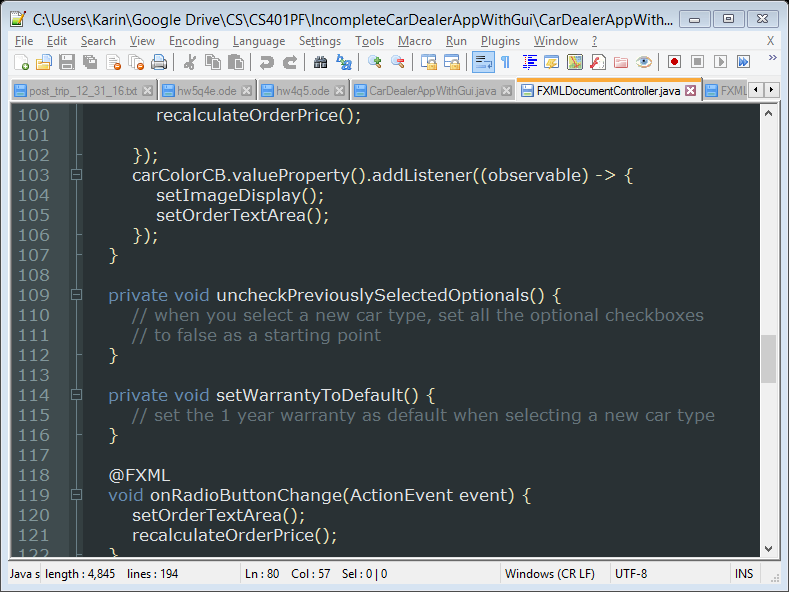 C:\Users\Karin\Google Drive\CS\CS401PF\IncompleteCarDealerAppWithGui\CarDealerAppWith...
File Edit Search View Encoding Language Settings Tools Macro Run Plugins Window ? X
post_trip_12_31_16.txt hw5q4e.ode hw4q5.ode CarDealerAppWithGui.java FXMLDocumentController.java FXML
100 recalculateOrderPrice();
101
102 });
103 carColorCB.valueProperty().addListener((observable) -> {
104 setImageDisplay();
105 setOrderTextArea();
106 });
107 }
108
109 private void uncheckPreviouslySelectedOptionals() {
110 // when you select a new car type, set all the optional checkboxes
111 // to false as a starting point
112 }
113
114 private void setWarrantyToDefault() {
115 // set the 1 year warranty as default when selecting a new car type
116 }
117
118 @FXML
119 void onRadioButtonChange(ActionEvent event) {
120 setOrderTextArea();
121 recalculateOrderPrice();
122 }
Java s length : 4,845 lines : 194 Ln : 80 Col : 57 Sel : 0 | 0 Windows (CR LF) UTF-8 INS